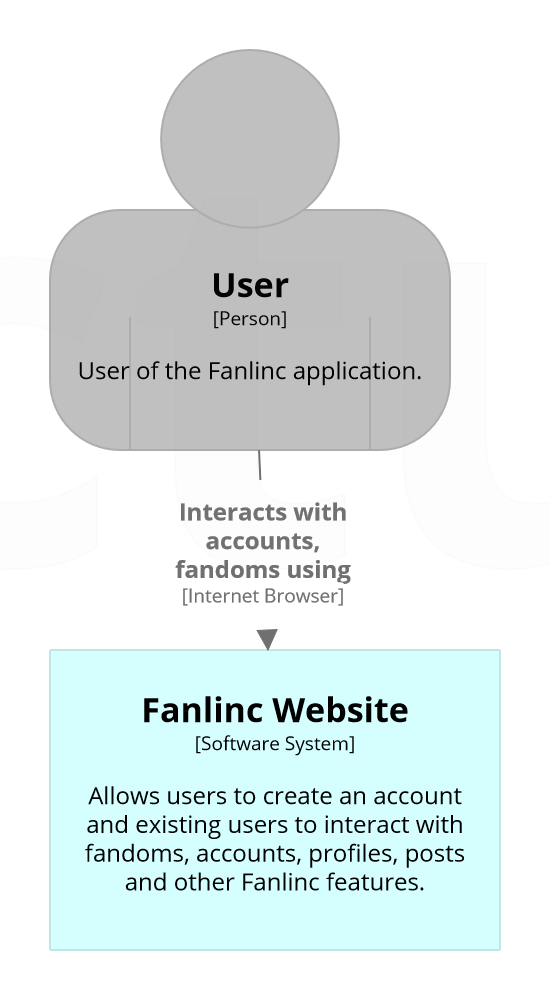 User
[Person]
User of the Fanlinc application.
Interacts with
accounts,
fandoms using
[Internet Browser]
Fanlinc Website
[Software System]
Allows users to create an account
and existing users to interact with
fandoms, accounts, profiles, posts
and other Fanlinc features.